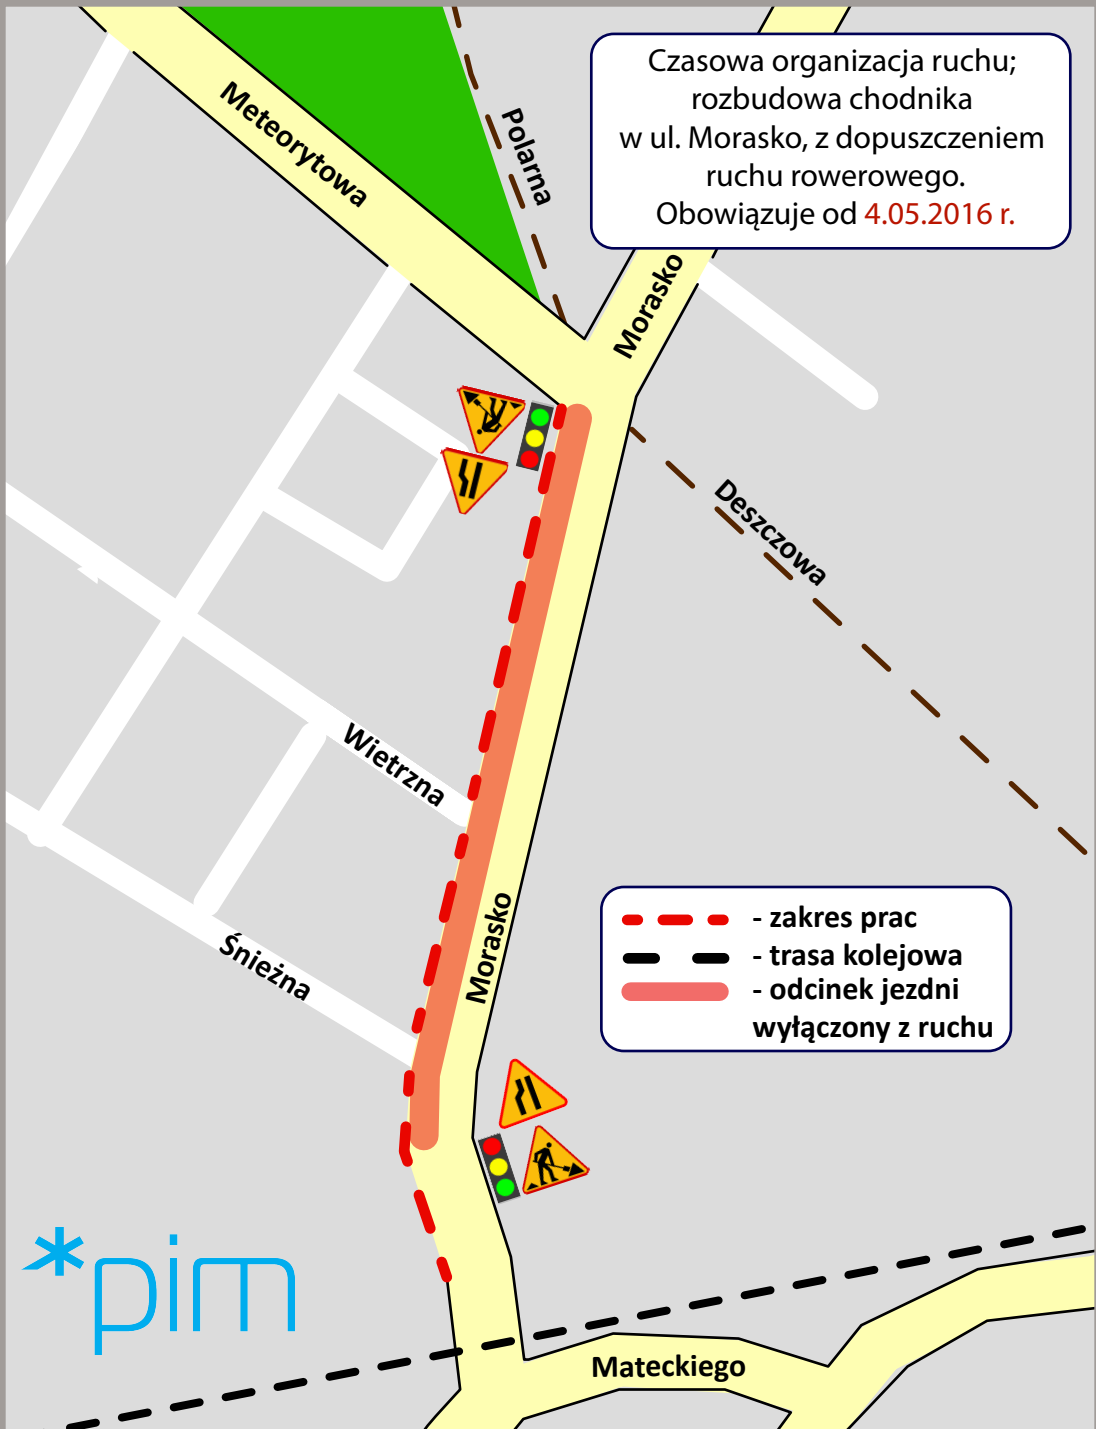 Czasowa organizacja ruchu;
rozbudowa chodnika
w ul. Morasko, z dopuszczeniem
ruchu rowerowego.
Obowiązuje od 4.05.2016 r.
Meteorytowa
Polarna
Morasko
Deszczowa
Wietrzna
Morasko
Śnieżna
- zakres prac
- trasa kolejowa
- odcinek jezdni
wyłączony z ruchu
*pim
Mateckiego